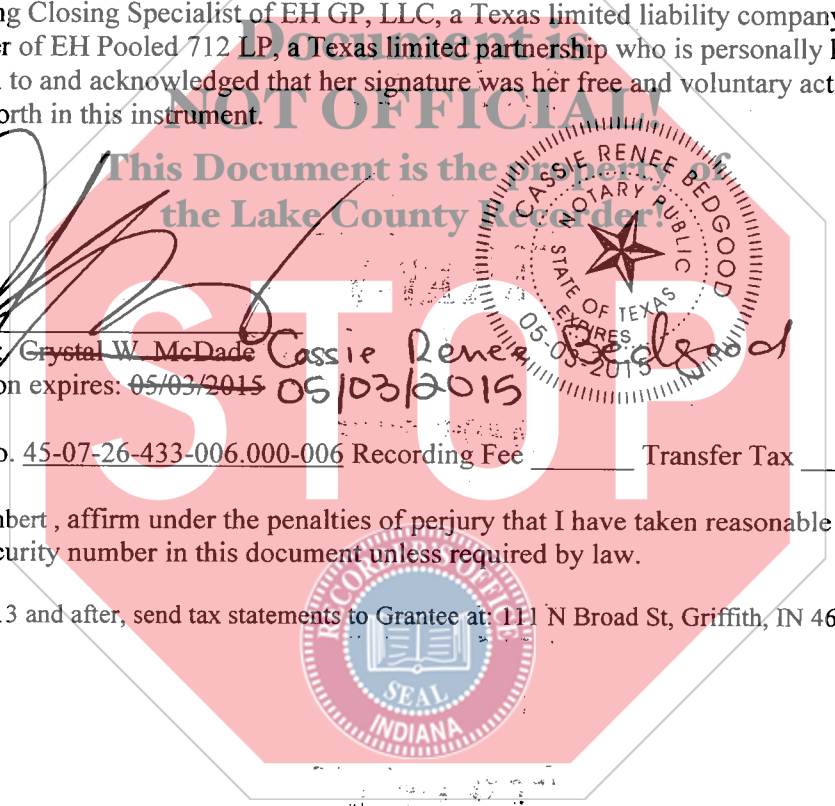 ng Closing Specialist of EH GP, LLC, a Texas limited liability company
er of EH Pooled 712 LP, a Texas limited partnership who is personally
to and acknowledged that her signature was her free and voluntary act
orth in this instrument.
Document is
NOT OFFICIAL!
This Document is the property of
the Lake County Recorder!
STOP
CASSIE RENEE BEDGOOD
NOTARY PUBLIC
STATE OF TEXAS
EXPIRES
05-03-2015
Crystal W. McDade Cassie Renee Bedgood
on expires: 05/03/2015 05/03/2015
o. 45-07-26-433-006.000-006 Recording Fee ______ Transfer Tax
nbert , affirm under the penalties of perjury that I have taken reasonable
curity number in this document unless required by law.
13 and after, send tax statements to Grantee at: 111 N Broad St, Griffith, IN 46
RECORDER'S OFFICE
SEAL
INDIANA